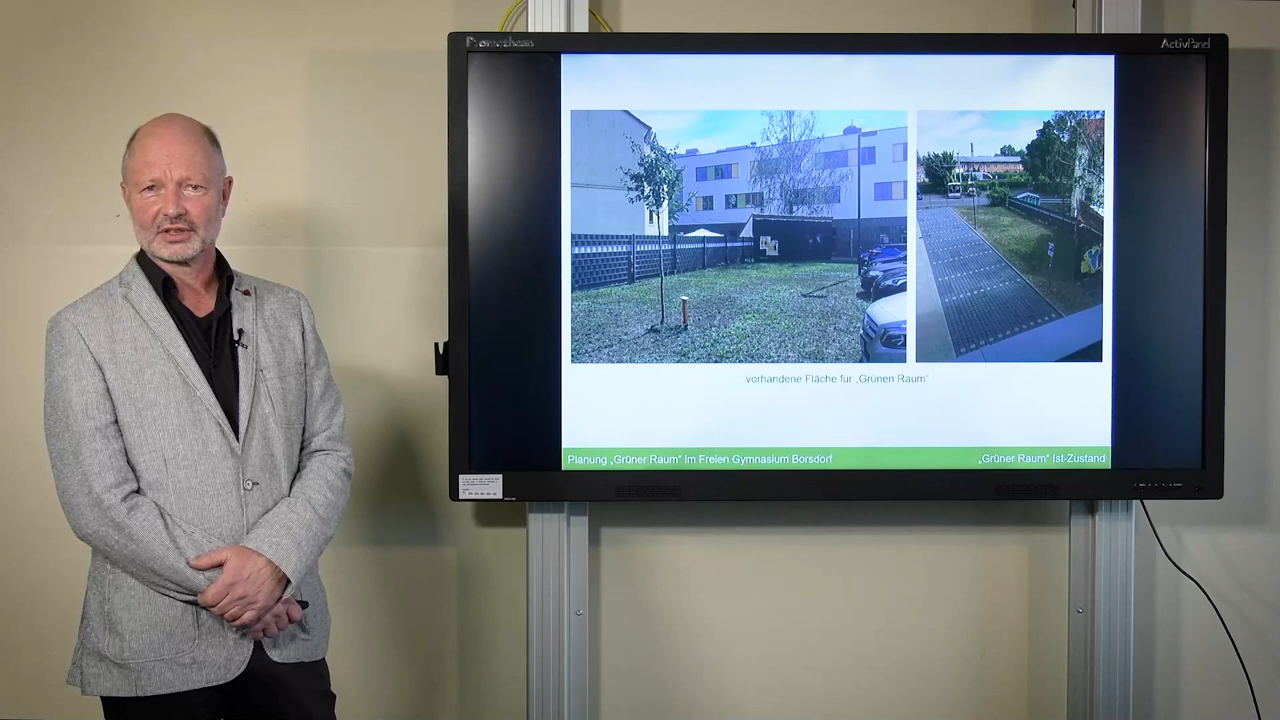 Promethean
ActivPanel
vorhandene Fläche für „Grünen Raum“
Planung „Grüner Raum“ im Freien Gymnasium Borsdorf
„Grüner Raum“ Ist-Zustand